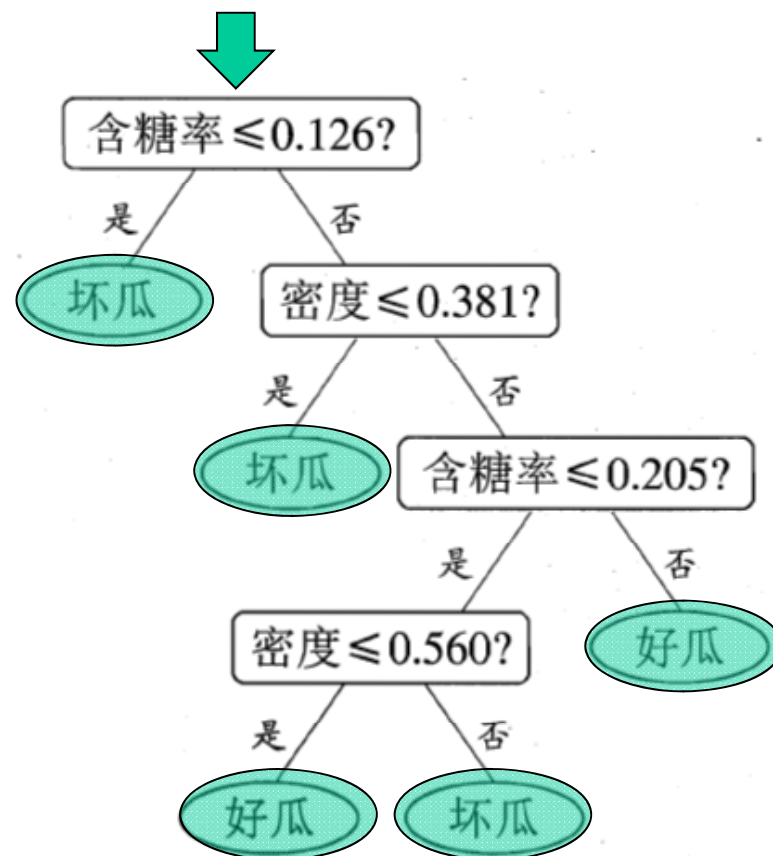 含糖率≤0.126?
是
否
坏瓜
密度≤0.381?
是
否
坏瓜
含糖率≤0.205?
是
否
密度≤0.560?
好瓜
是
否
好瓜
坏瓜